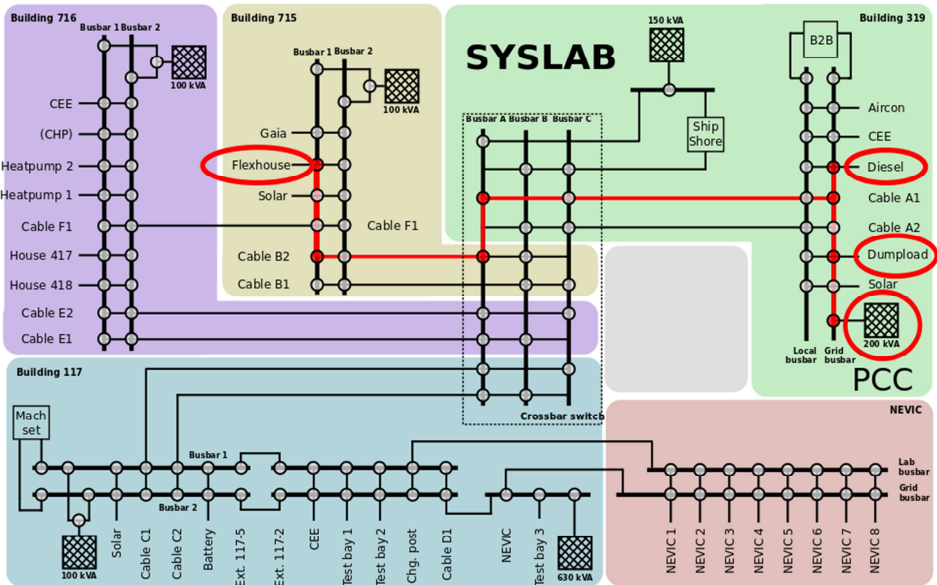 Building 716
Busbar 1 Busbar 2
100 kVA
CEE
(CHP)
Heatpump 2
Heatpump 1
Cable F1
House 417
House 418
Cable E2
Cable E1
Building 715
Busbar 1 Busbar 2
100 kVA
Gaia
Flexhouse
Solar
Cable F1
Cable B2
Cable B1
SYSLAB
150 kVA
Ship
Shore
Busbar A Busbar B Busbar C
Crossbar switch
Building 319
B2B
Aircon
CEE
Diesel
Cable A1
Cable A2
Dumpload
Solar
200 kVA
Local
busbar
Grid
busbar
PCC
Building 117
Mach
set
Busbar 1
Busbar 2
100 kVA
Solar
Cable C1
Cable C2
Battery
Ext. 117-5
Ext. 117-2
CEE
Test bay 1
Test bay 2
Chg. post
Cable D1
NEVIC
Test bay 3
630 kVA
NEVIC
Lab
busbar
Grid
busbar
NEVIC 1
NEVIC 2
NEVIC 3
NEVIC 4
NEVIC 5
NEVIC 6
NEVIC 7
NEVIC 8